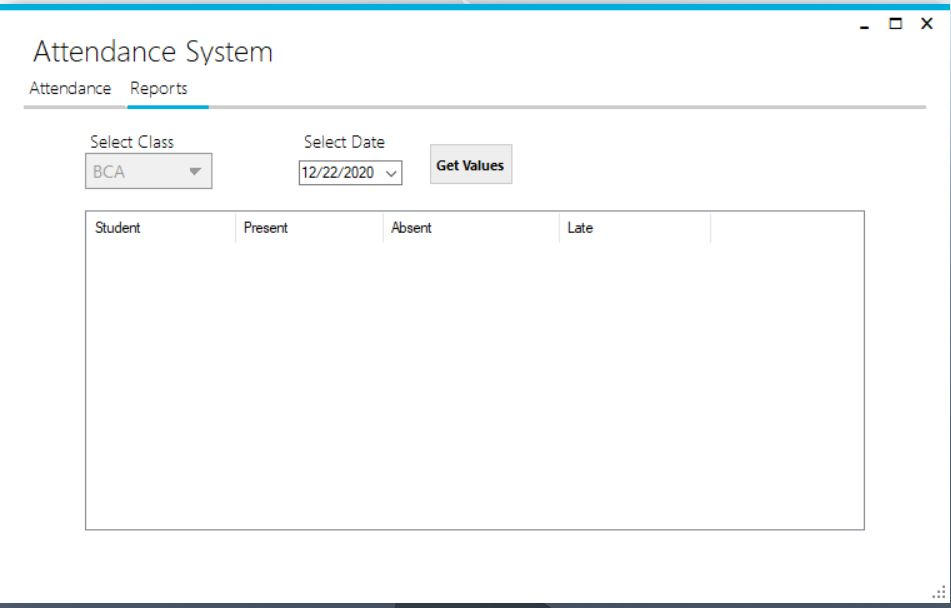 Attendance System
Attendance Reports
Select Class Select Date
BCA 12/22/2020 Get Values
Student Present Absent Late